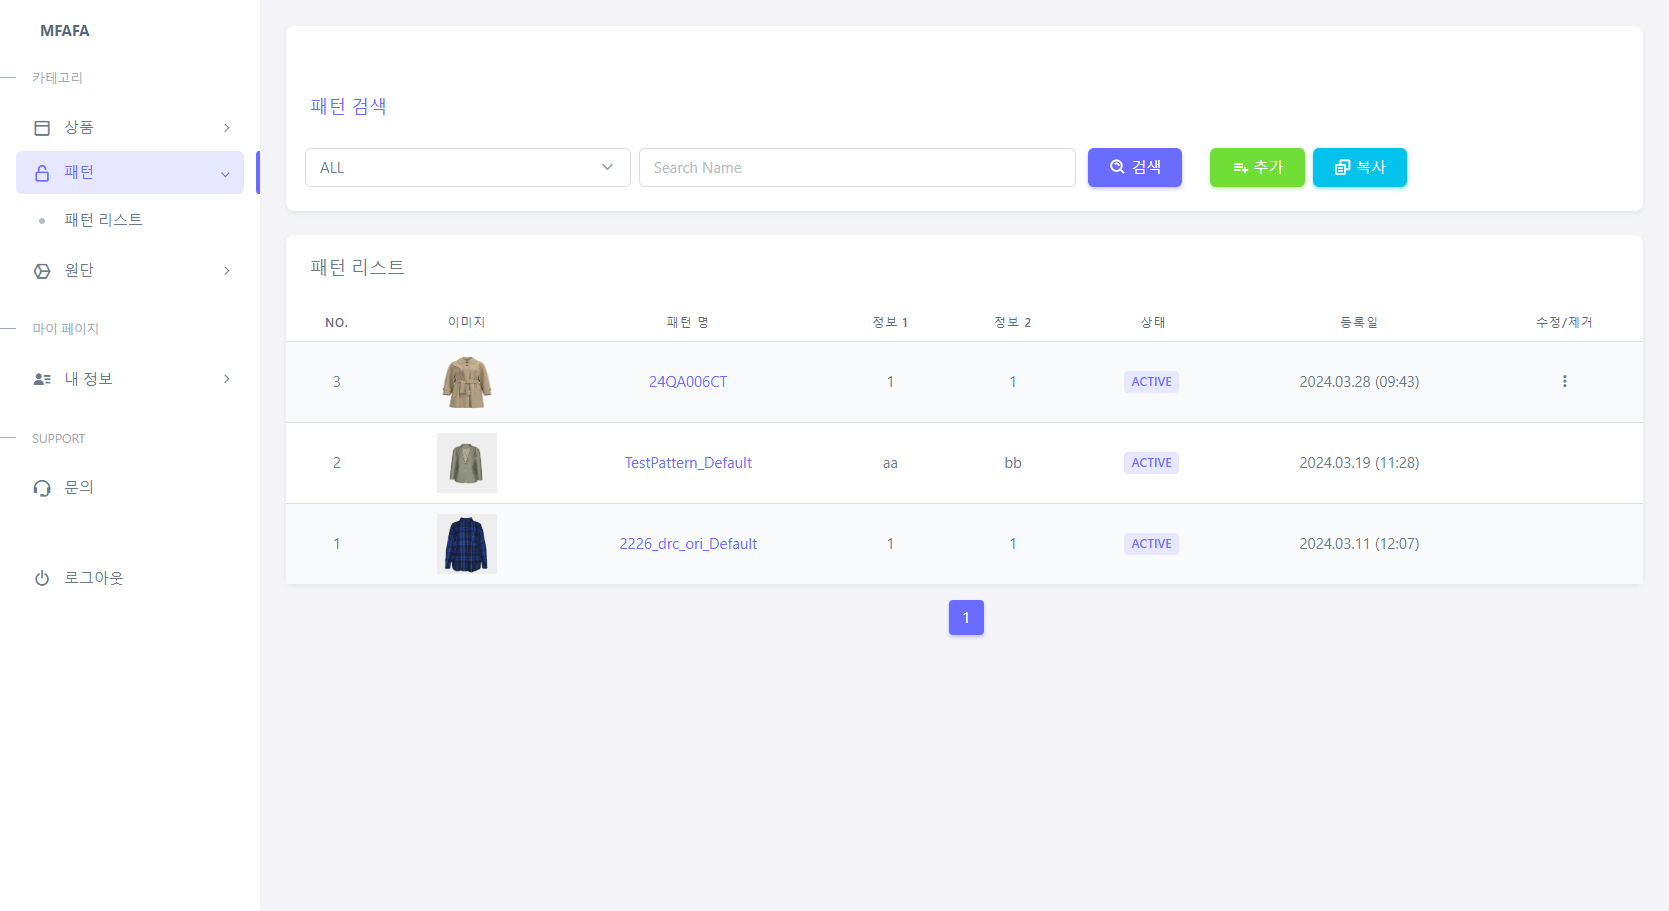 MFAFA
카테고리
상품
패턴
패턴 리스트
원단
마이 페이지
내 정보
SUPPORT
문의
로그아웃
패턴 검색
ALL
Search Name
검색
추가
복사
패턴 리스트
NO. 이미지 패턴 명 정보 1 정보 2 상태 등록일 수정/제거
3 24QA006CT 1 1 ACTIVE 2024.03.28 (09:43)
2 TestPattern_Default aa bb ACTIVE 2024.03.19 (11:28)
1 2226_drc_ori_Default 1 1 ACTIVE 2024.03.11 (12:07)
1